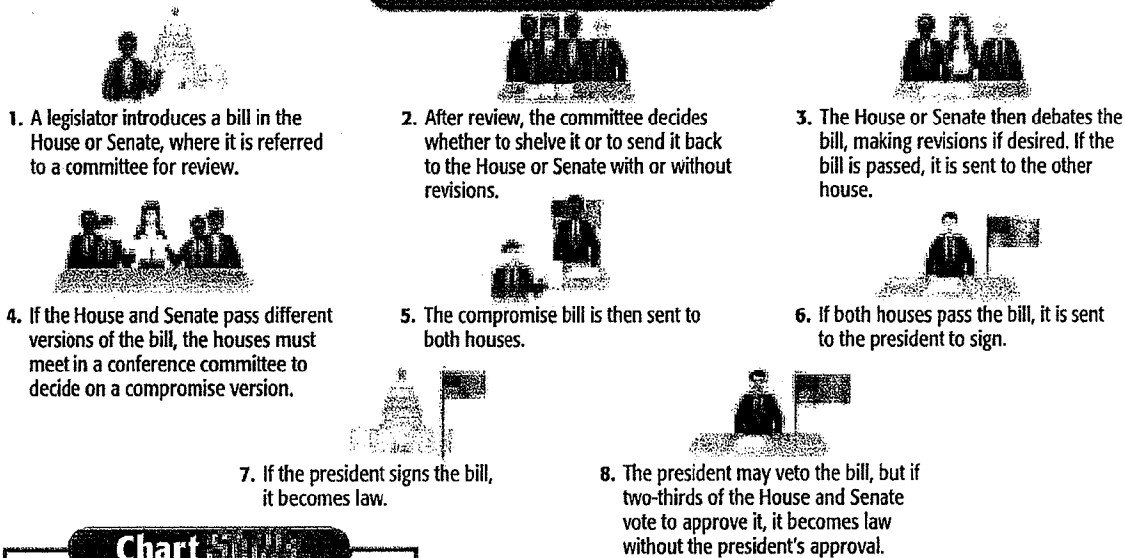 1. A legislator introduces a bill in the
House or Senate, where it is referred
to a committee for review.
2. After review, the committee decides
whether to shelve it or to send it back
to the House or Senate with or without
revisions.
3. The House or Senate then debates the
bill, making revisions if desired. If the
bill is passed, it is sent to the other
house.
4. If the House and Senate pass different
versions of the bill, the houses must
meet in a conference committee to
decide on a compromise version.
5. The compromise bill is then sent to
both houses.
6. If both houses pass the bill, it is sent
to the president to sign.
7. If the president signs the bill,
it becomes law.
8. The president may veto the bill, but if
two-thirds of the House and Senate
vote to approve it, it becomes law
without the president's approval.
Chart